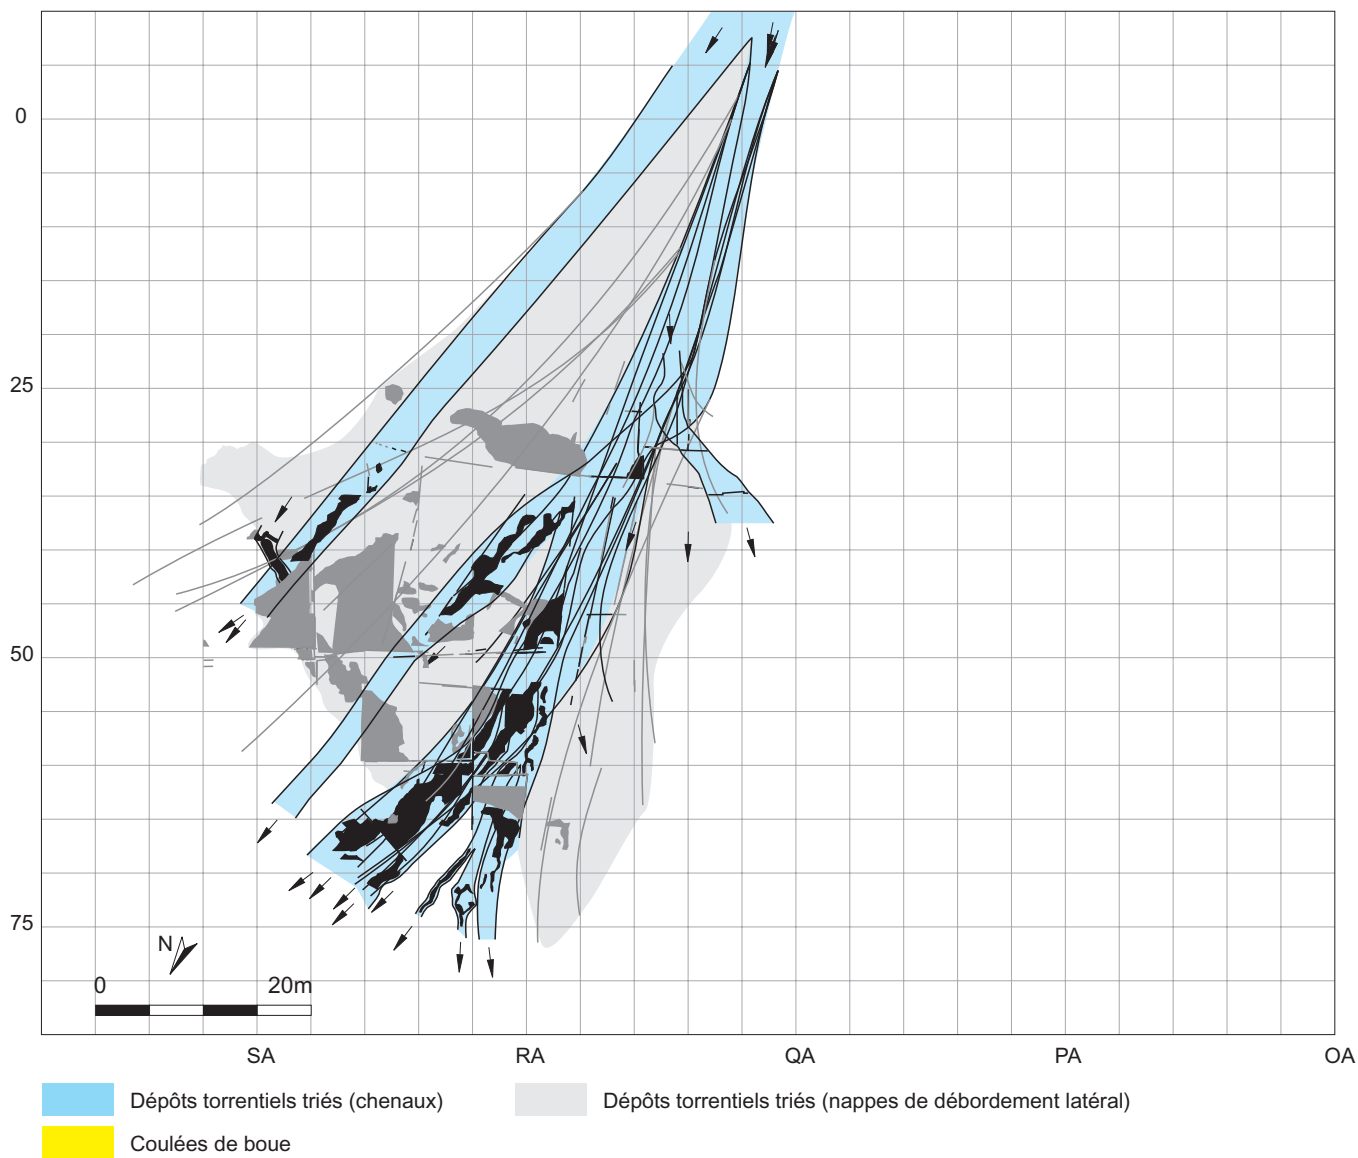 0
25
50
75
N
0 20m
SA RA QA PA OA
Dépôts torrentiels triés (chenaux) Dépôts torrentiels triés (nappes de débordement latéral)
Coulées de boue